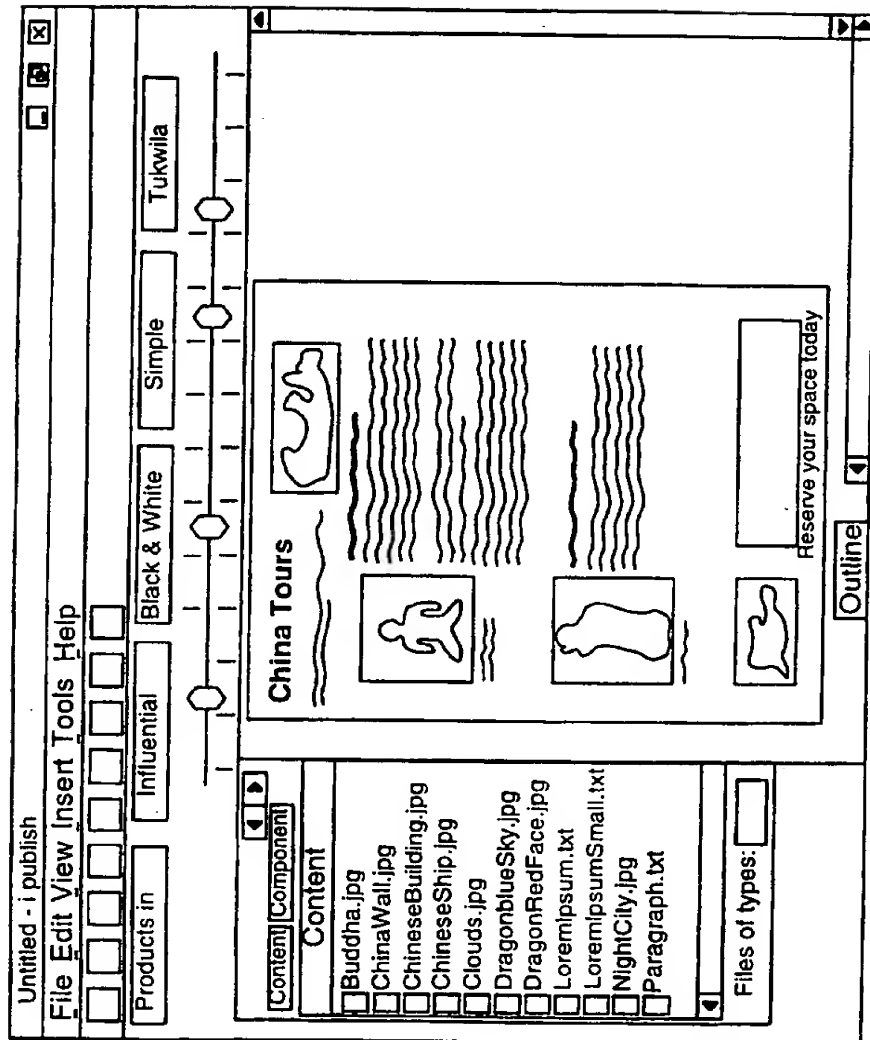 Untitled - i publish
File Edit View Insert Tools Help
Products in
Influential
Black & White
Simple
Tukwila
Content
Component
Content
Buddha.jpg
ChinaWall.jpg
ChineseBuilding.jpg
ChineseShip.jpg
Clouds.jpg
DragonblueSky.jpg
DragonRedFace.jpg
LoremIpsum.txt
LoremIpsumSmall.txt
NightCity.jpg
Paragraph.txt
Files of types:
China Tours
Reserve your space today
Outline